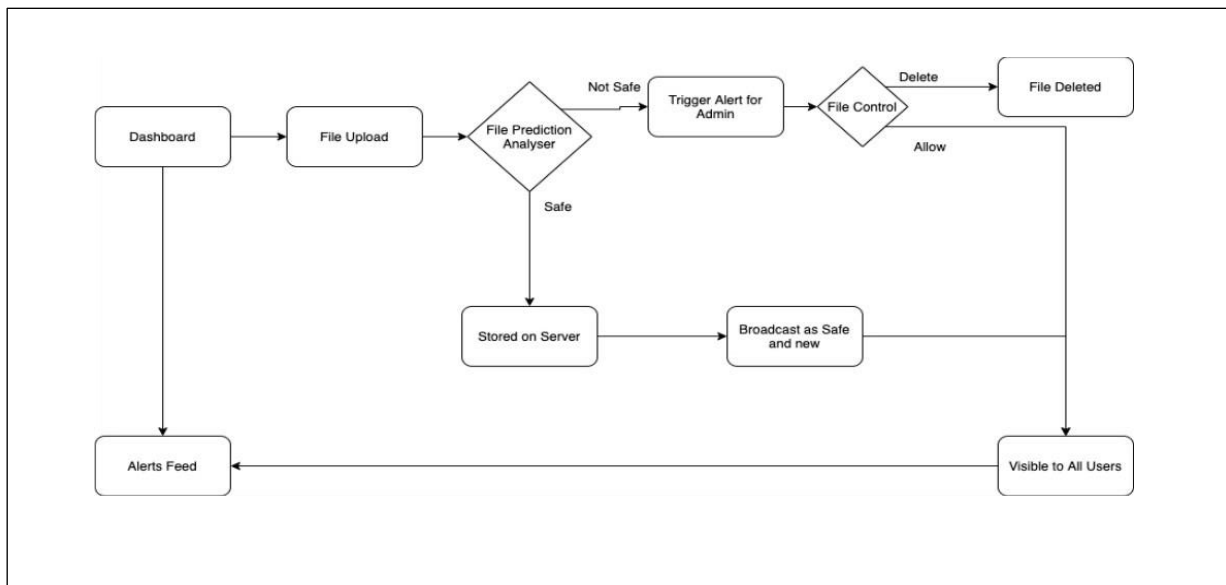 Dashboard
File Upload
File Prediction
Analyser
Not Safe
Trigger Alert for
Admin
File Control
Delete
File Deleted
Allow
Safe
Stored on Server
Broadcast as Safe
and new
Alerts Feed
Visible to All Users